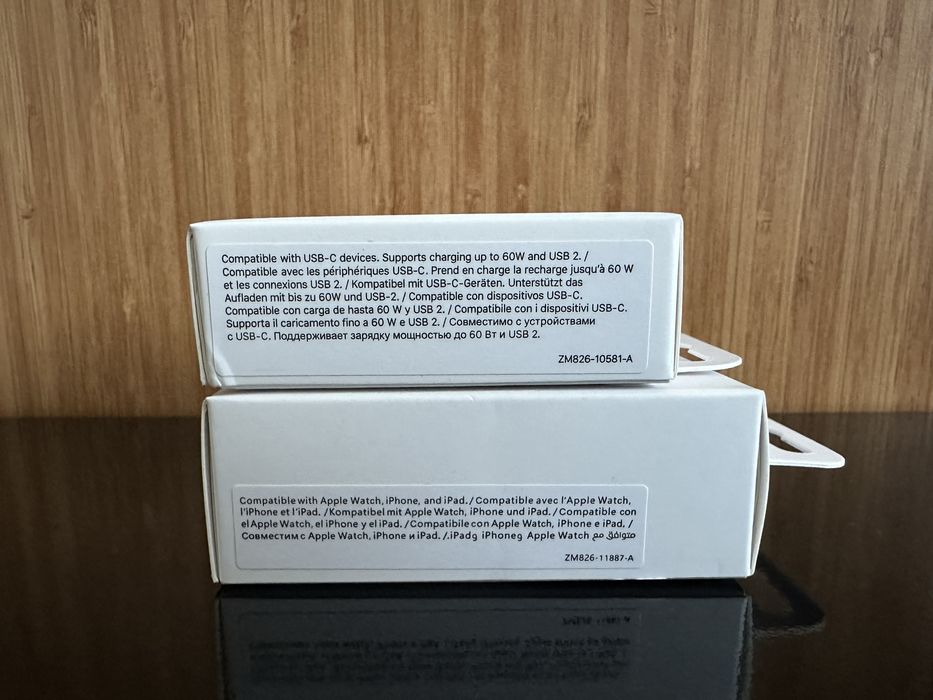 Compatible with USB-C devices. Supports charging up to 60W and USB 2. /
Compatible avec les périphériques USB-C. Prend en charge la recharge jusqu'à 60 W
et les connexions USB 2. / Kompatibel mit USB-C-Geräten. Unterstützt das
Aufladen mit bis zu 60W und USB-2. / Compatible con dispositivos USB-C.
Compatible con carga de hasta 60 W y USB 2. / Compatibile con i dispositivi USB-C.
Supporta il caricamento fino a 60 W e USB 2. / Совместимо с устройствами
с USB-C. Поддерживает зарядку мощностью до 60 Вт и USB 2.
ZM826-10581-A
Compatible with Apple Watch, iPhone, and iPad. / Compatible avec l'Apple Watch,
l'iPhone et l'iPad. / Kompatibel mit Apple Watch, iPhone und iPad. / Compatible con
el Apple Watch, el iPhone y el iPad. / Compatibile con Apple Watch, iPhone e iPad. /
Совместим с Apple Watch, iPhone и iPad. / متوافق مع Apple Watch وiPhone وiPad.
ZM826-11887-A